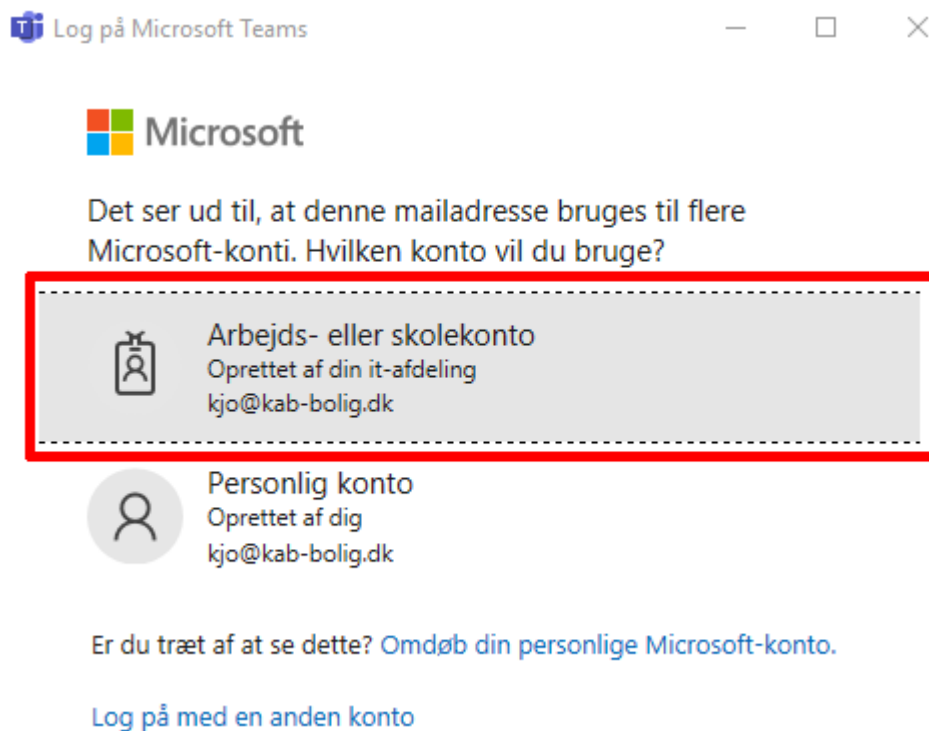 Log på Microsoft Teams
Microsoft
Det ser ud til, at denne mailadresse bruges til flere
Microsoft-konti. Hvilken konto vil du bruge?
Arbejds- eller skolekonto
Oprettet af din it-afdeling
kjo@kab-bolig.dk
Personlig konto
Oprettet af dig
kjo@kab-bolig.dk
Er du træt af at se dette? Omdøb din personlige Microsoft-konto.
Log på med en anden konto